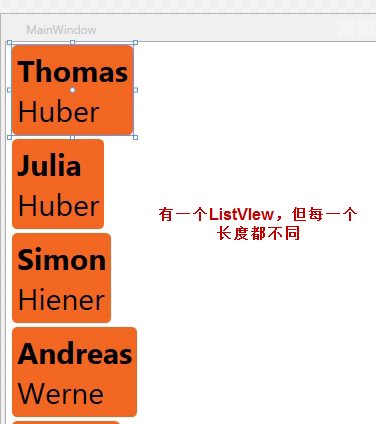 MainWindow
Thomas
Huber
Julia
Huber
Simon
Hiener
Andreas
Werne
有一个ListVIew，但每一个
长度都不同